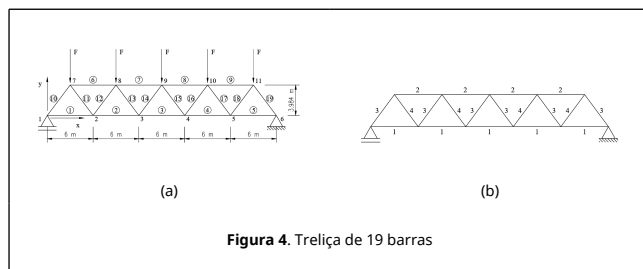 F F F F F
y 7 ⑥ 8 ⑦ 9 ⑧ 10 ⑨ 11
⑩ ⑪ ⑫ ⑬ ⑭ ⑮ ⑯ ⑰ ⑱ ⑲ 3,984 m
1 ① 2 ② 3 ③ 4 ④ 5 ⑤ 6
x
6 m 6 m 6 m 6 m 6 m
2 2 2 2
3 4 3 4 3 4 3 4 3 3
1 1 1 1 1
(a) (b)
Figura 4. Treliça de 19 barras